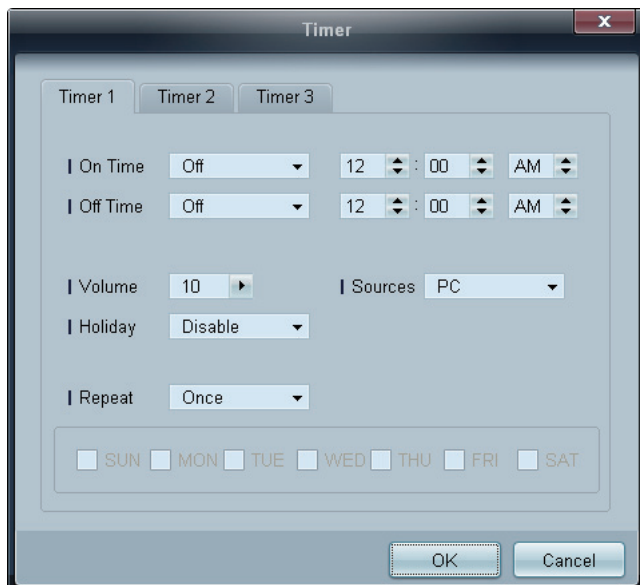 Timer
Timer 1 Timer 2 Timer 3
On Time Off 12 : 00 AM
Off Time Off 12 : 00 AM
Volume 10 Sources PC
Holiday Disable
Repeat Once
SUN MON TUE WED THU FRI SAT
OK Cancel